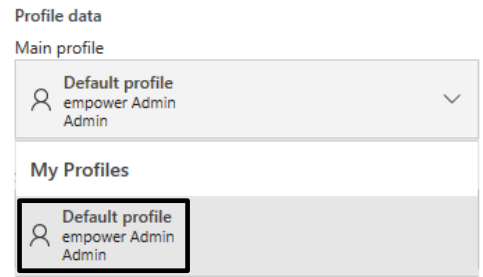 Profile data
Main profile
Default profile
empower Admin
Admin
My Profiles
Default profile
empower Admin
Admin